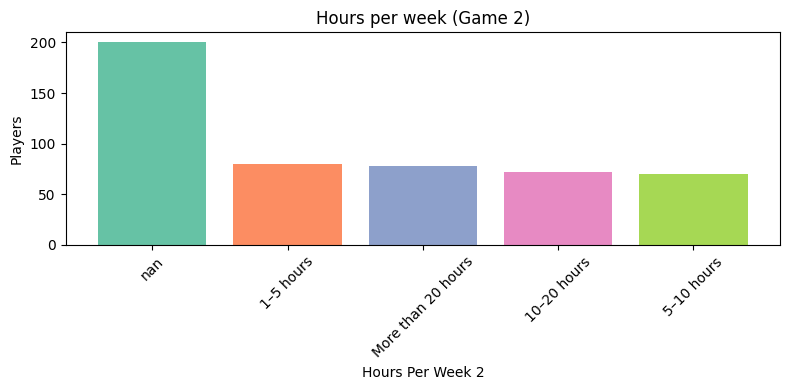 Hours per week (Game 2)
Players
200
150
100
50
0
nan
1–5 hours
More than 20 hours
10–20 hours
5–10 hours
Hours Per Week 2